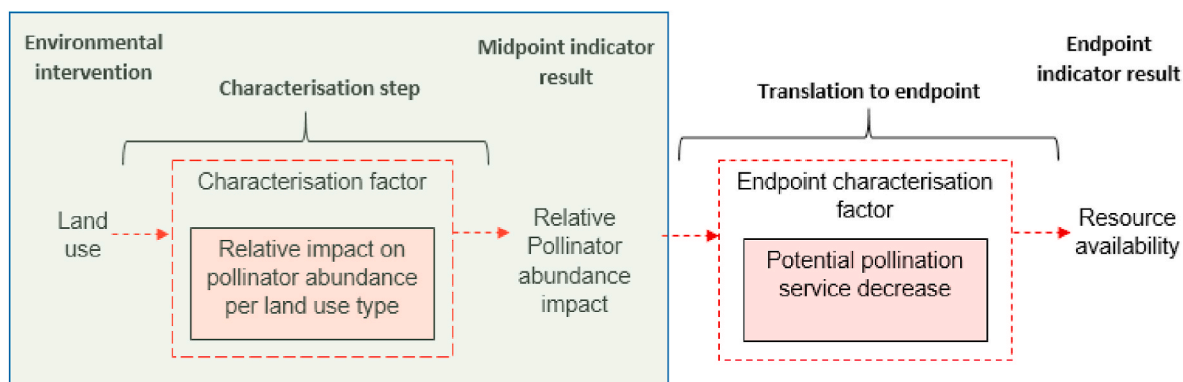 Environmental
intervention
Characterisation step
Midpoint indicator
result
Translation to endpoint
Endpoint
indicator result
Land
use
Characterisation factor
Relative impact on
pollinator abundance
per land use type
Relative
Pollinator
abundance
impact
Endpoint characterisation
factor
Potential pollination
service decrease
Resource
availability